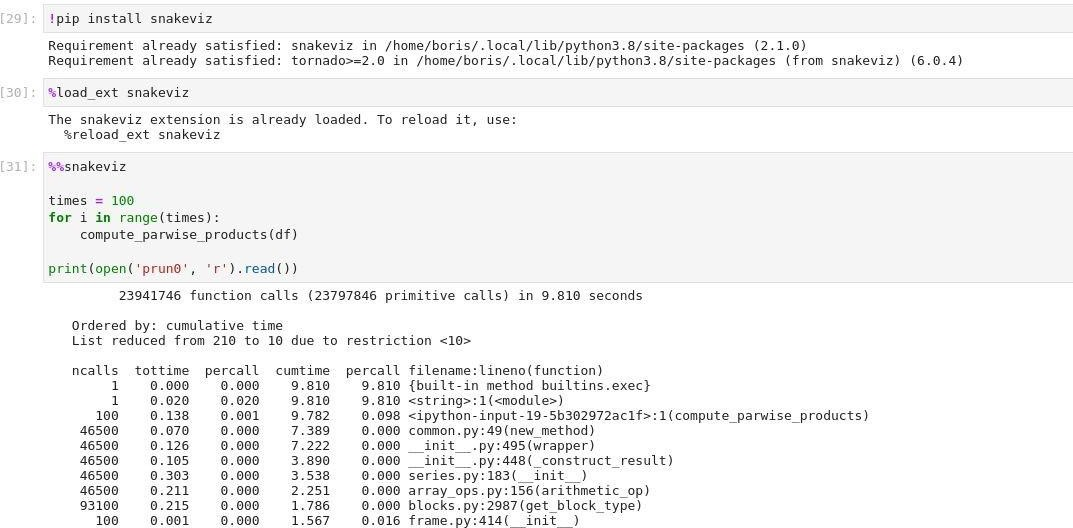 [29]: !pip install snakeviz
Requirement already satisfied: snakeviz in /home/boris/.local/lib/python3.8/site-packages (2.1.0)
Requirement already satisfied: tornado>=2.0 in /home/boris/.local/lib/python3.8/site-packages (from snakeviz) (6.0.4)
[30]: %load_ext snakeviz
The snakeviz extension is already loaded. To reload it, use:
  %reload_ext snakeviz
[31]: %%snakeviz
times = 100
for i in range(times):
    compute_parwise_products(df)
print(open('prun0', 'r').read())
         23941746 function calls (23797846 primitive calls) in 9.810 seconds
   Ordered by: cumulative time
   List reduced from 210 to 10 due to restriction <10>
   ncalls  tottime  percall  cumtime  percall filename:lineno(function)
        1    0.000    0.000    9.810    9.810 {built-in method builtins.exec}
        1    0.020    0.020    9.810    9.810 <string>:1(<module>)
      100    0.138    0.001    9.782    0.098 <ipython-input-19-5b302972ac1f>:1(compute_parwise_products)
    46500    0.070    0.000    7.389    0.000 common.py:49(new_method)
    46500    0.126    0.000    7.222    0.000 __init__.py:495(wrapper)
    46500    0.105    0.000    3.890    0.000 __init__.py:448(_construct_result)
    46500    0.303    0.000    3.538    0.000 series.py:183(__init__)
    46500    0.211    0.000    2.251    0.000 array_ops.py:156(arithmetic_op)
    93100    0.215    0.000    1.786    0.000 blocks.py:2987(get_block_type)
      100    0.001    0.000    1.567    0.016 frame.py:414(__init__)